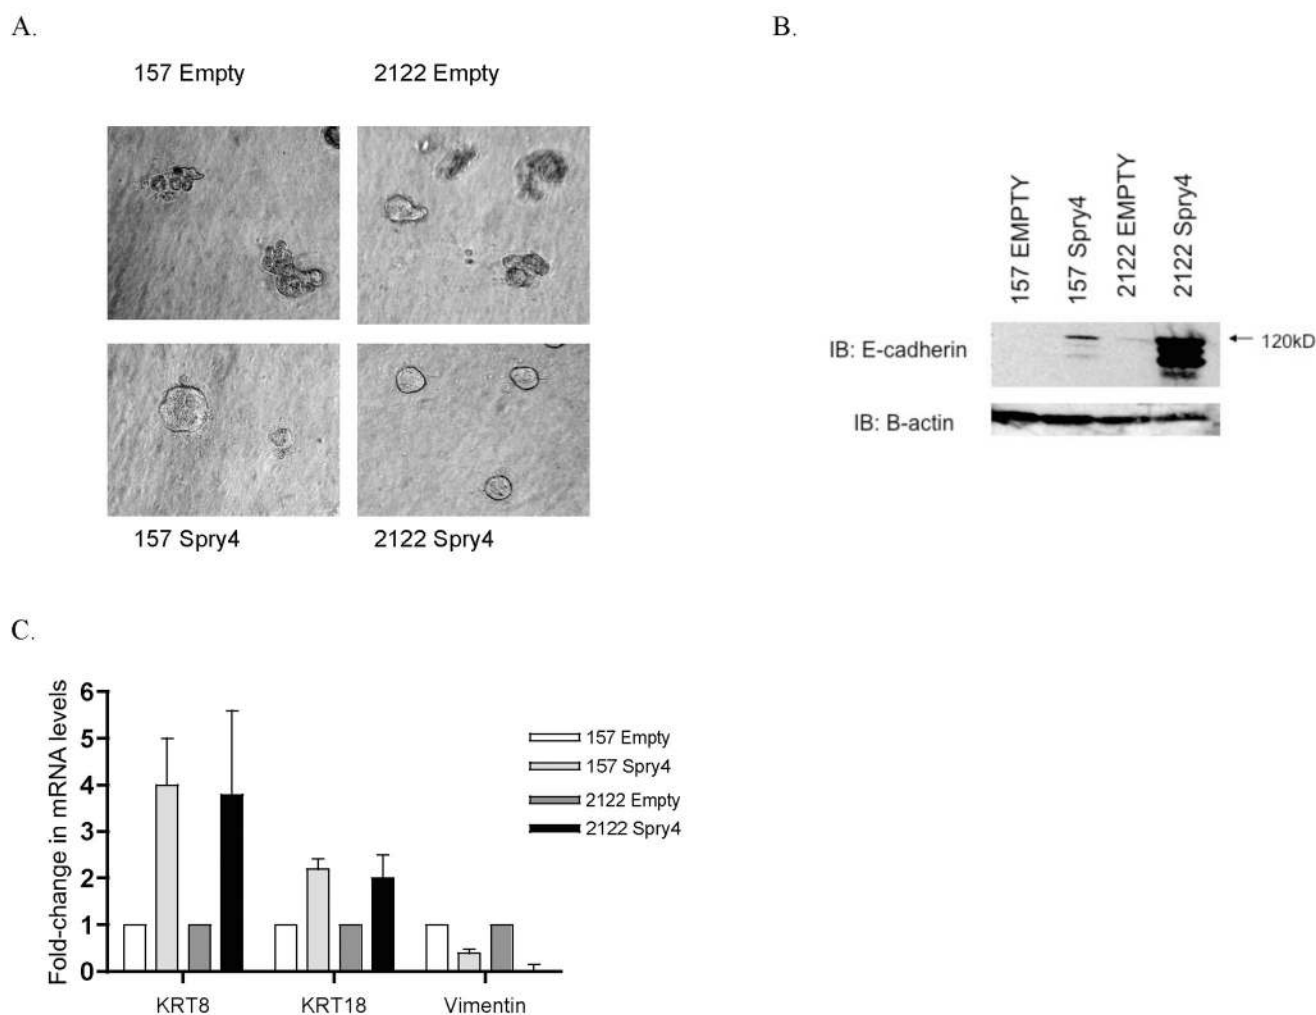 A.
157 Empty 2122 Empty
157 Spry4 2122 Spry4
B.
157 EMPTY
157 Spry4
2122 EMPTY
2122 Spry4
IB: E-cadherin
120kD
IB: B-actin
C.
Fold-change in mRNA levels
6
5
4
3
2
1
0
KRT8 KRT18 Vimentin
157 Empty
157 Spry4
2122 Empty
2122 Spry4